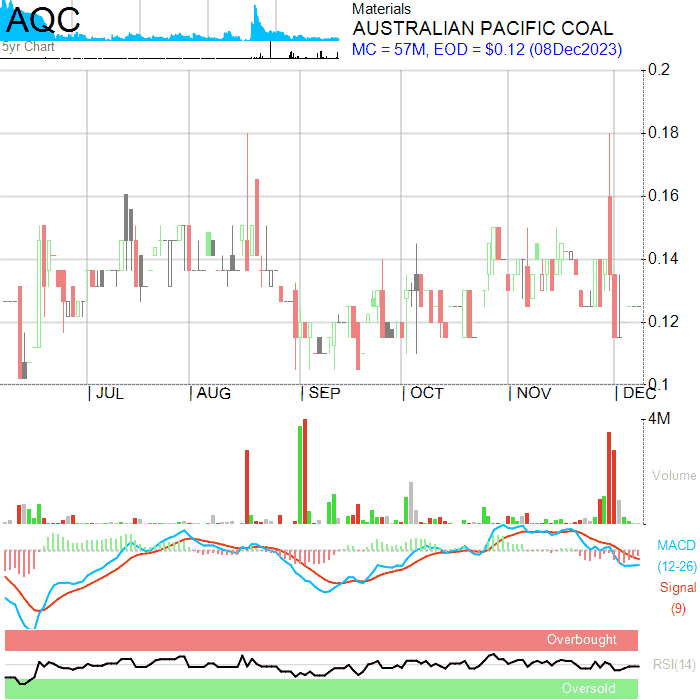 AQC
5yr Chart
Materials
AUSTRALIAN PACIFIC COAL
MC = 57M, EOD = $0.12 (08Dec2023)
0.2
0.18
0.16
0.14
0.12
0.1
JUL AUG SEP OCT NOV DEC
4M
Volume
MACD
(12-26)
Signal
(9)
Overbought
RSI(14)
Oversold